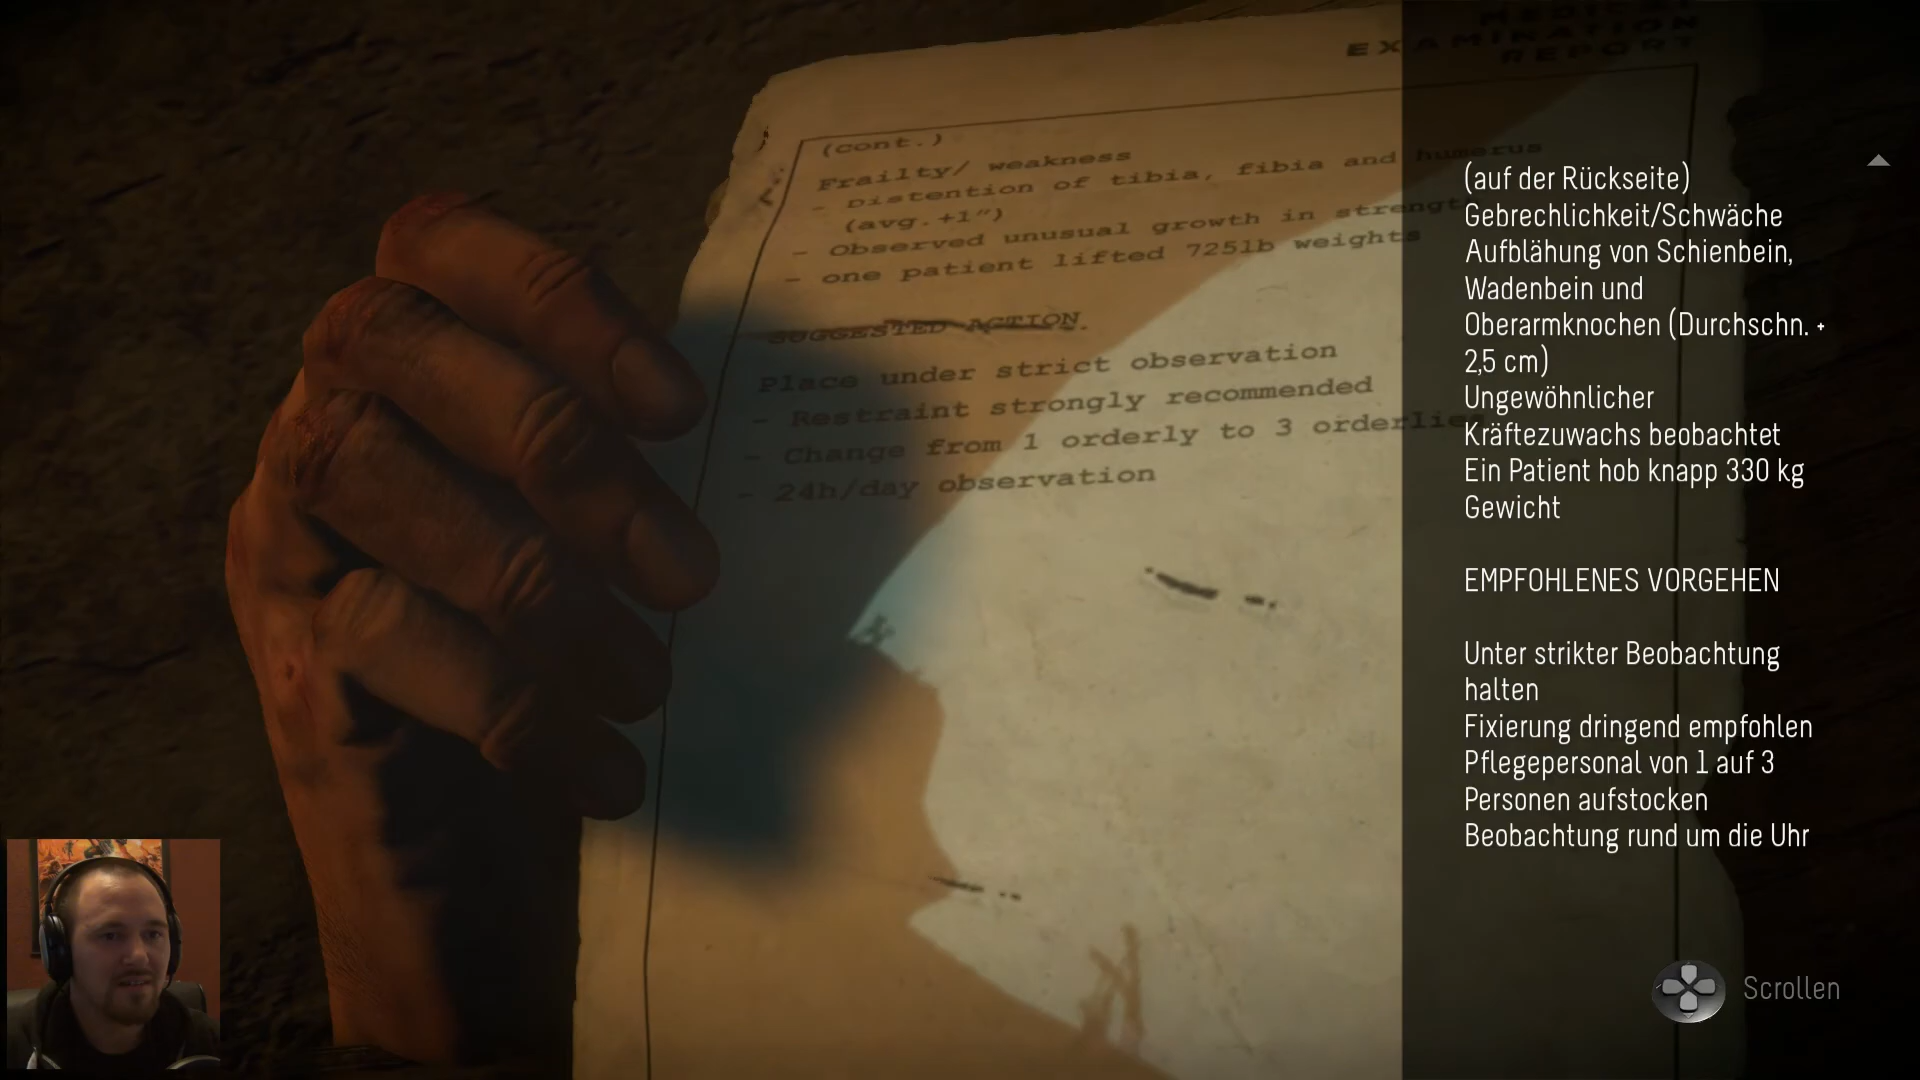 MEDICAL
EXAMINATION
REPORT
(cont.)
Frailty/ weakness
- Distention of tibia, fibia and humerus
(avg.+1")
- Observed unusual growth in strengt
- one patient lifted 725lb weights
SUGGESTED ACTION.
Place under strict observation
- Restraint strongly recommended
- Change from 1 orderly to 3 orderlies
- 24h/day observation
(auf der Rückseite)
Gebrechlichkeit/Schwäche
Aufblähung von Schienbein,
Wadenbein und
Oberarmknochen (Durchschn. +
2,5 cm)
Ungewöhnlicher
Kräftezuwachs beobachtet
Ein Patient hob knapp 330 kg
Gewicht
EMPFOHLENES VORGEHEN
Unter strikter Beobachtung
halten
Fixierung dringend empfohlen
Pflegepersonal von 1 auf 3
Personen aufstocken
Beobachtung rund um die Uhr
Scrollen